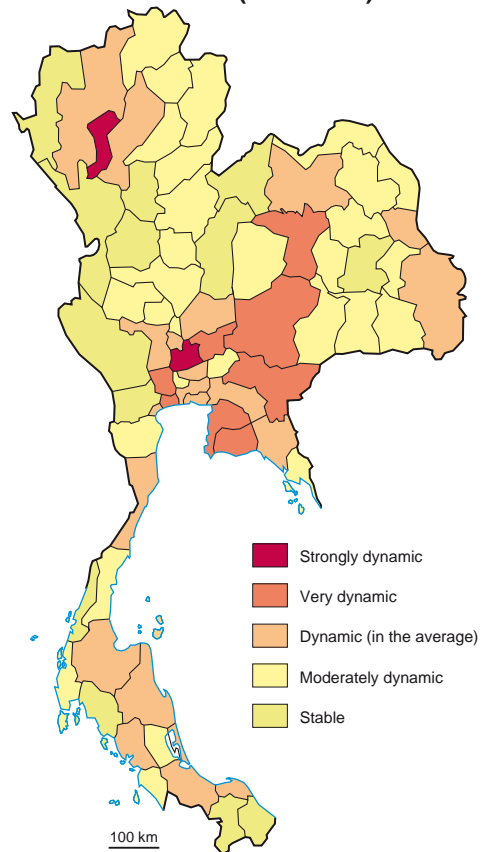 Strongly dynamic
Very dynamic
Dynamic (in the average)
Moderately dynamic
Stable
100 km